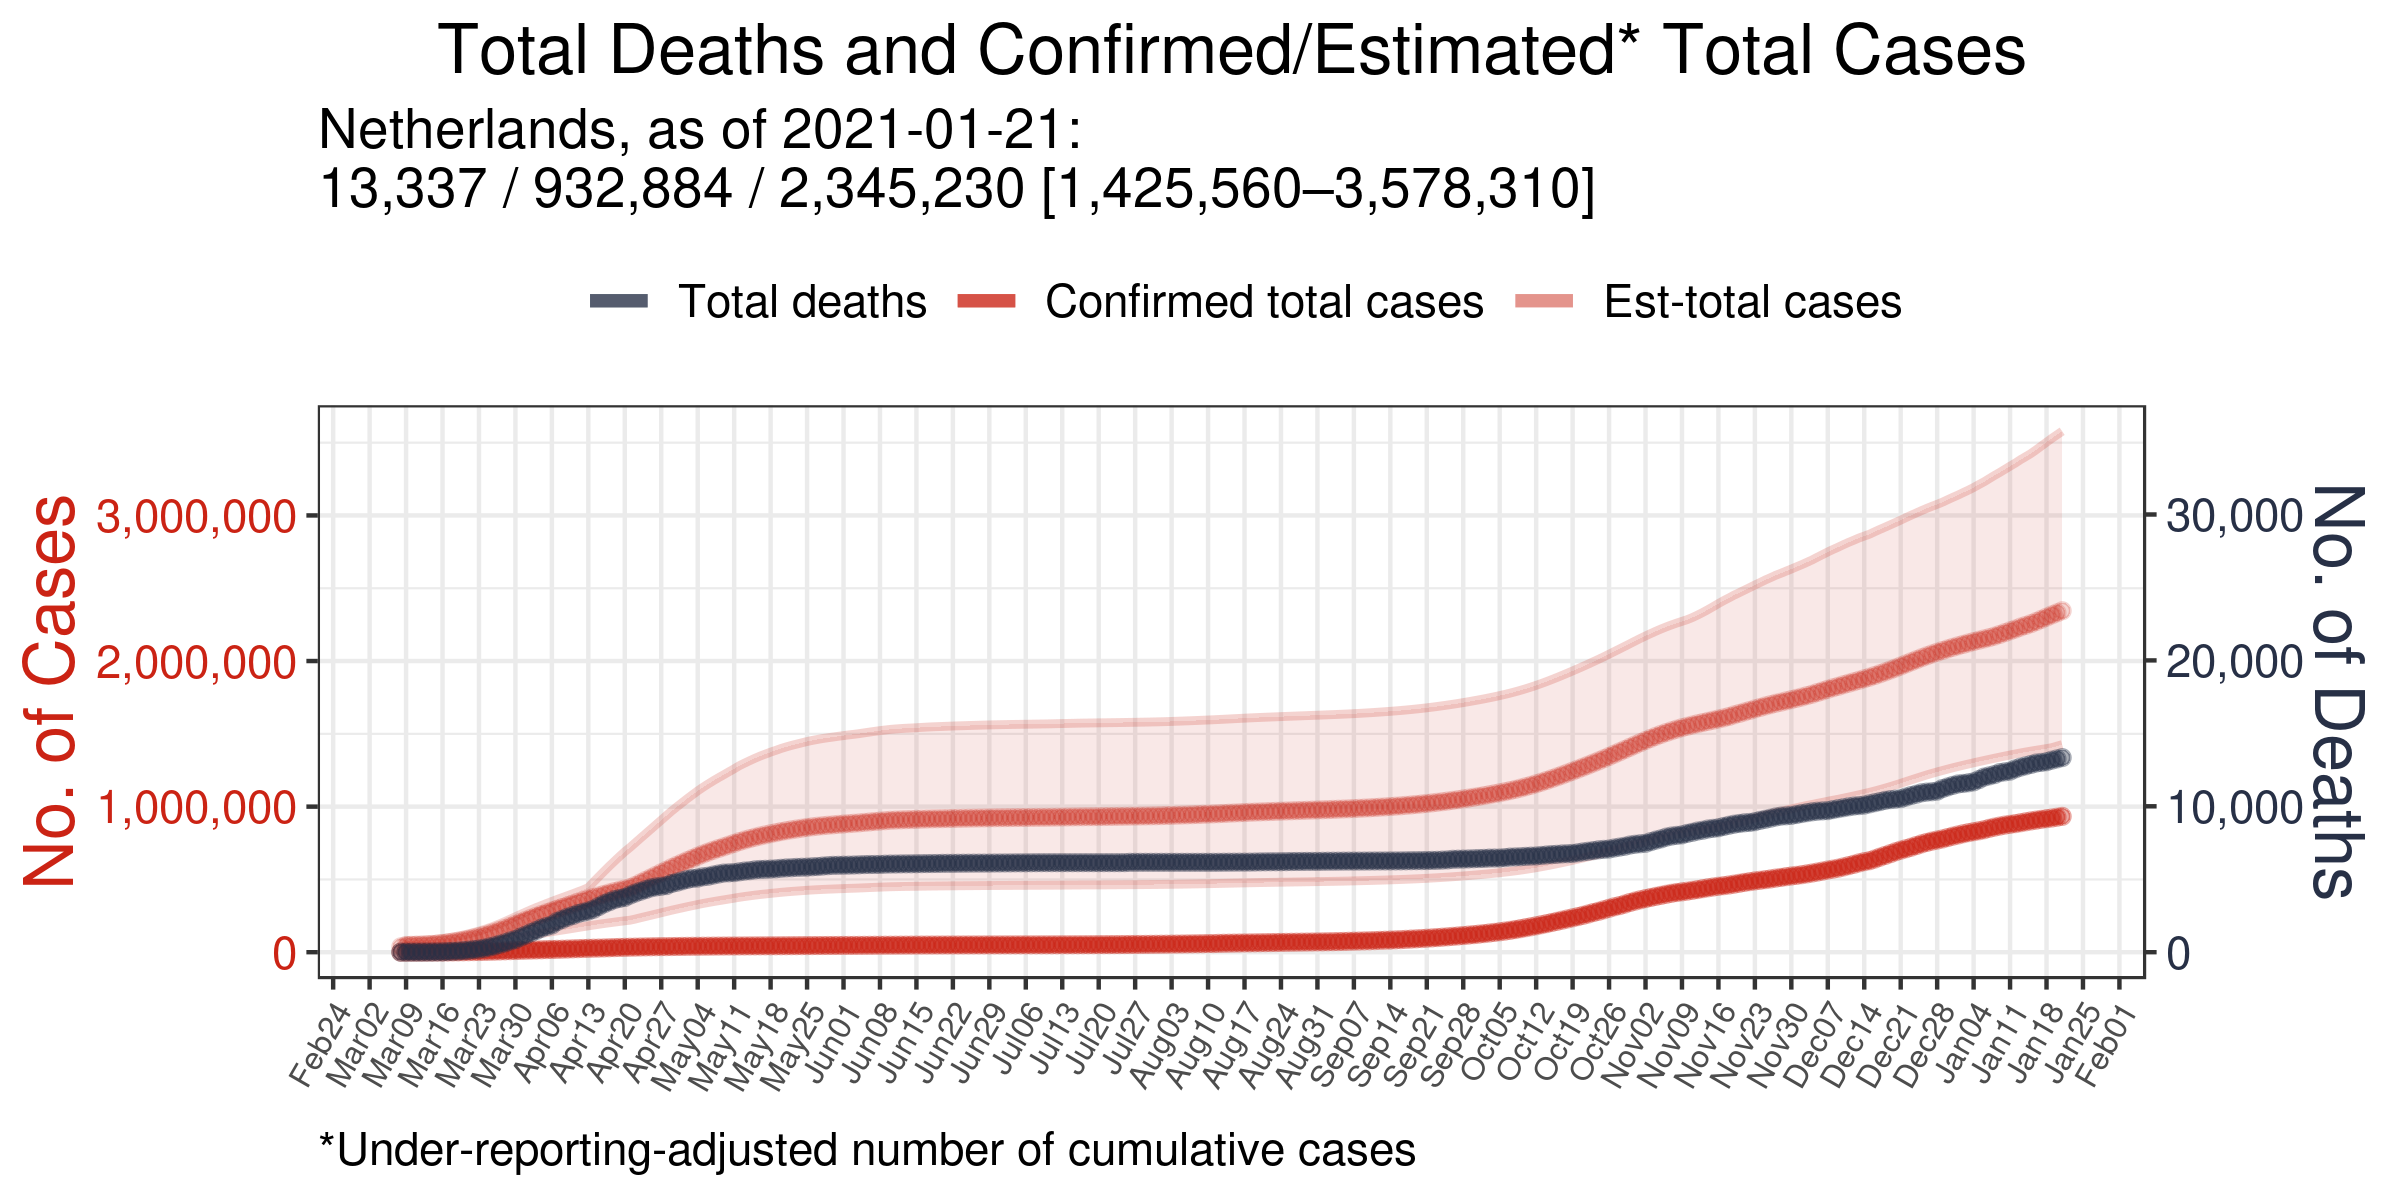 Total Deaths and Confirmed/Estimated* Total Cases
Netherlands, as of 2021-01-21:
13,337 / 932,884 / 2,345,230 [1,425,560–3,578,310]
Total deaths
Confirmed total cases
Est-total cases
No. of Cases
3,000,000
2,000,000
1,000,000
0
30,000
20,000
10,000
0
No. of Deaths
Feb24
Mar02
Mar09
Mar16
Mar23
Mar30
Apr06
Apr13
Apr20
Apr27
May04
May11
May18
May25
Jun01
Jun08
Jun15
Jun22
Jun29
Jul06
Jul13
Jul20
Jul27
Aug03
Aug10
Aug17
Aug24
Aug31
Sep07
Sep14
Sep21
Sep28
Oct05
Oct12
Oct19
Oct26
Nov02
Nov09
Nov16
Nov23
Nov30
Dec07
Dec14
Dec21
Dec28
Jan04
Jan11
Jan18
Jan25
Feb01
*Under-reporting-adjusted number of cumulative cases